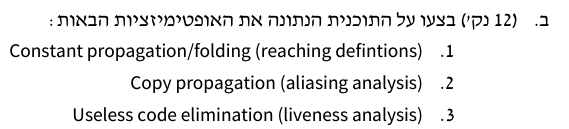 ב. (12 נק') בצעו על התוכנית הנתונה את האופטימיזציות הבאות :
1. Constant propagation/folding (reaching defintions)
2. Copy propagation (aliasing analysis)
3. Useless code elimination (liveness analysis)